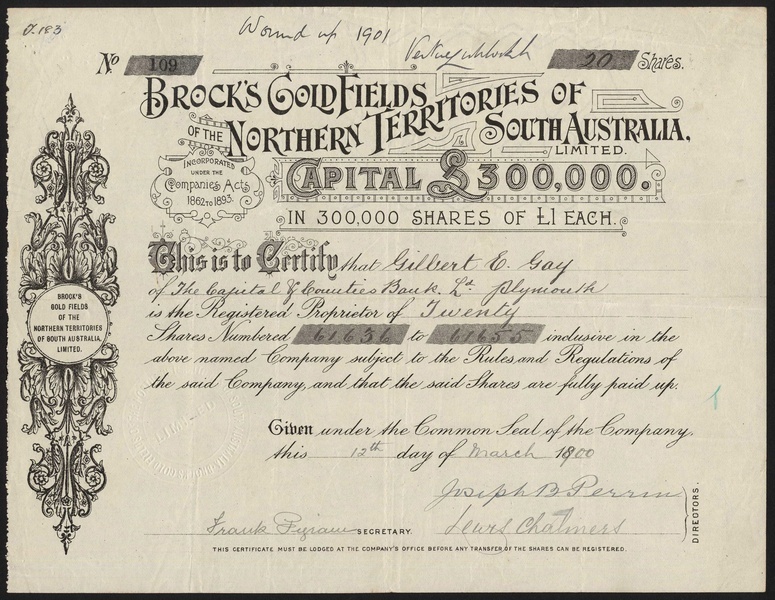 Wound up 1901
No 109
20 Shares.
BROCK'S GOLD FIELDS
OF THE NORTHERN TERRITORIES OF
SOUTH AUSTRALIA,
LIMITED.
INCORPORATED
UNDER THE
Companies Acts
1862 TO 1893.
CAPITAL £300,000.
IN 300,000 SHARES OF £1 EACH.
This is to Certify that Gilbert E. Gay
of The Capital & Counties Bank Ld Plymouth
is the Registered Proprietor of Twenty
Shares Numbered 61636 to 61655 inclusive in the
above named Company subject to the Rules and Regulations of
the said Company, and that the said Shares are fully paid up.
BROCK'S
GOLD FIELDS
OF THE
NORTHERN TERRITORIES
OF SOUTH AUSTRALIA,
LIMITED.
Given under the Common Seal of the Company,
this 12th day of March 1900
Joseph B Perrin
Frank SECRETARY.
Lewis Chalmers
DIRECTORS.
THIS CERTIFICATE MUST BE LODGED AT THE COMPANY'S OFFICE BEFORE ANY TRANSFER OF THE SHARES CAN BE REGISTERED.